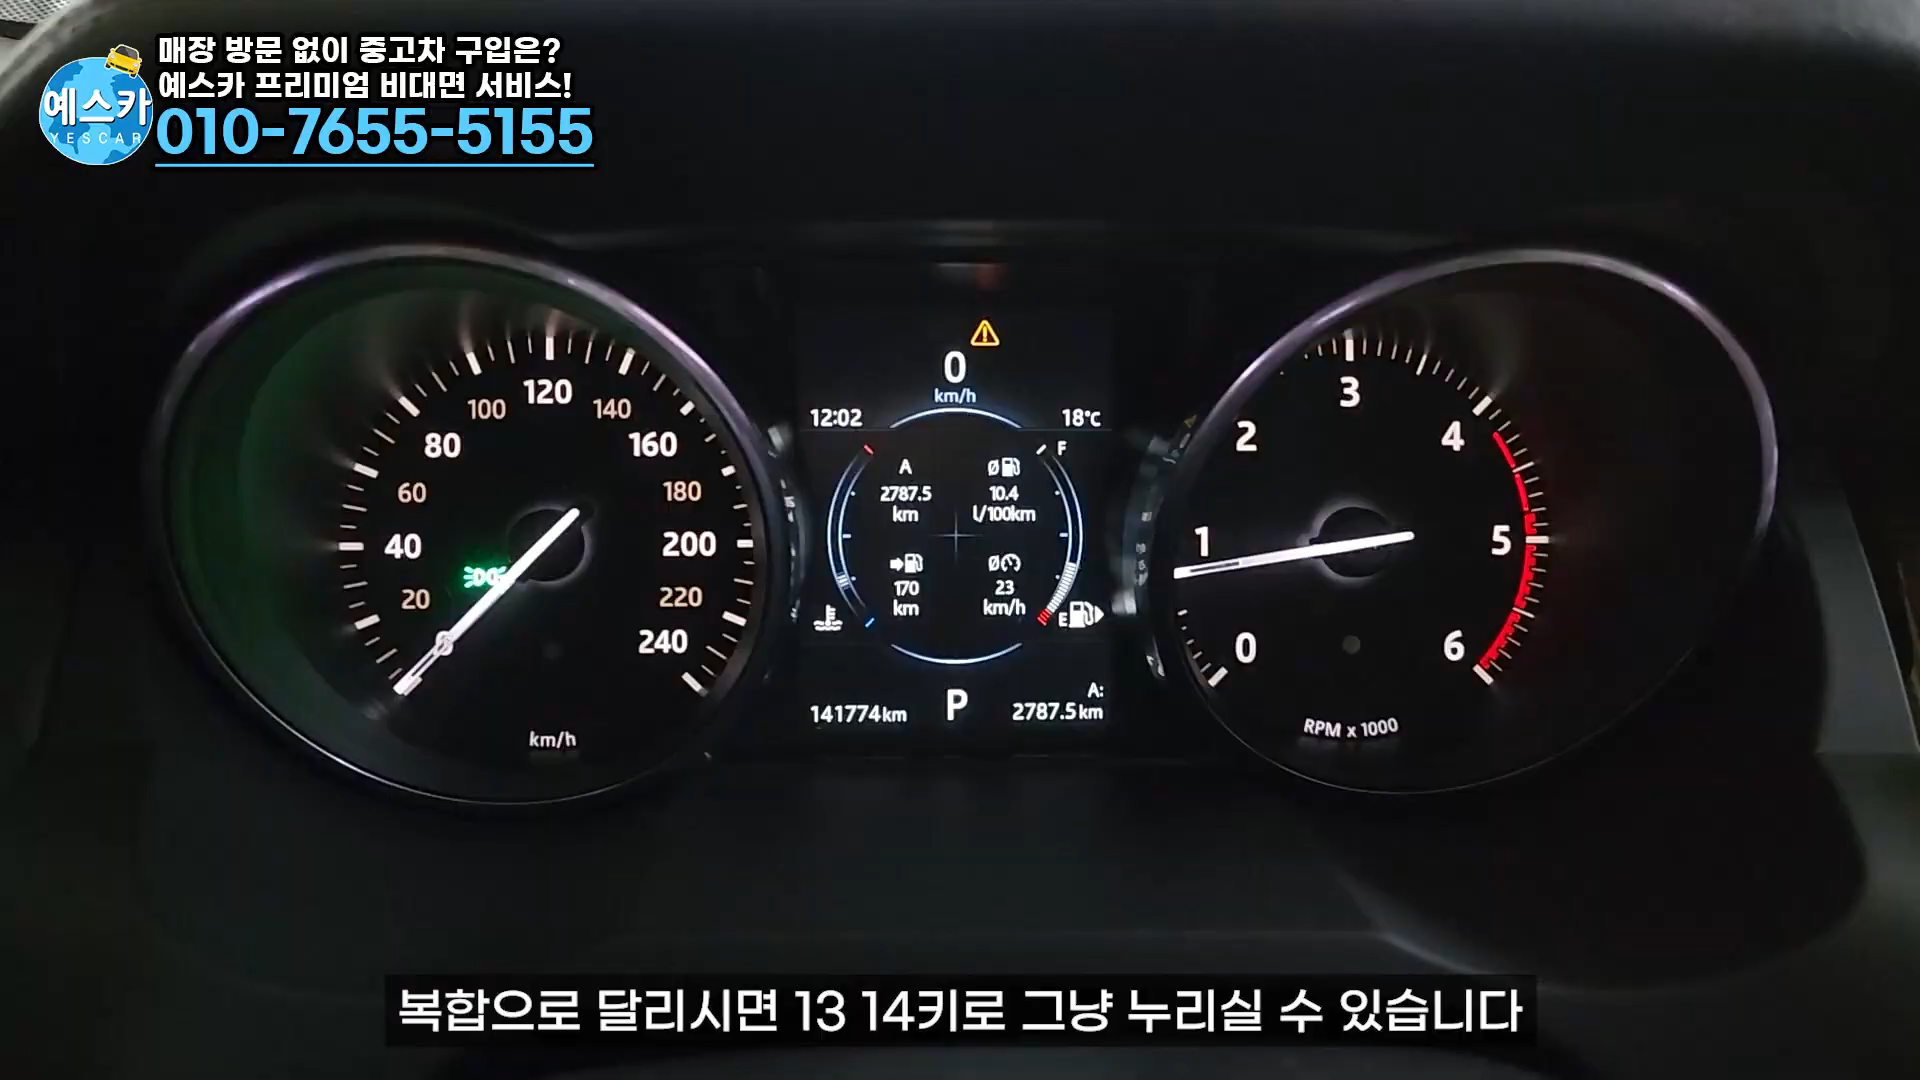 매장 방문 없이 중고차 구입은?
예스카 프리미엄 비대면 서비스!
010-7655-5155
예스카
YESCAR
0
km/h
12:02
18°C
A
2787.5
km
10.4
l/100km
170
km
23
km/h
F
E
141774km
P
A:
2787.5km
20
40
60
80
100
120
140
160
180
200
220
240
km/h
0
1
2
3
4
5
6
RPM x 1000
복합으로 달리시면 13 14키로 그냥 누리실 수 있습니다